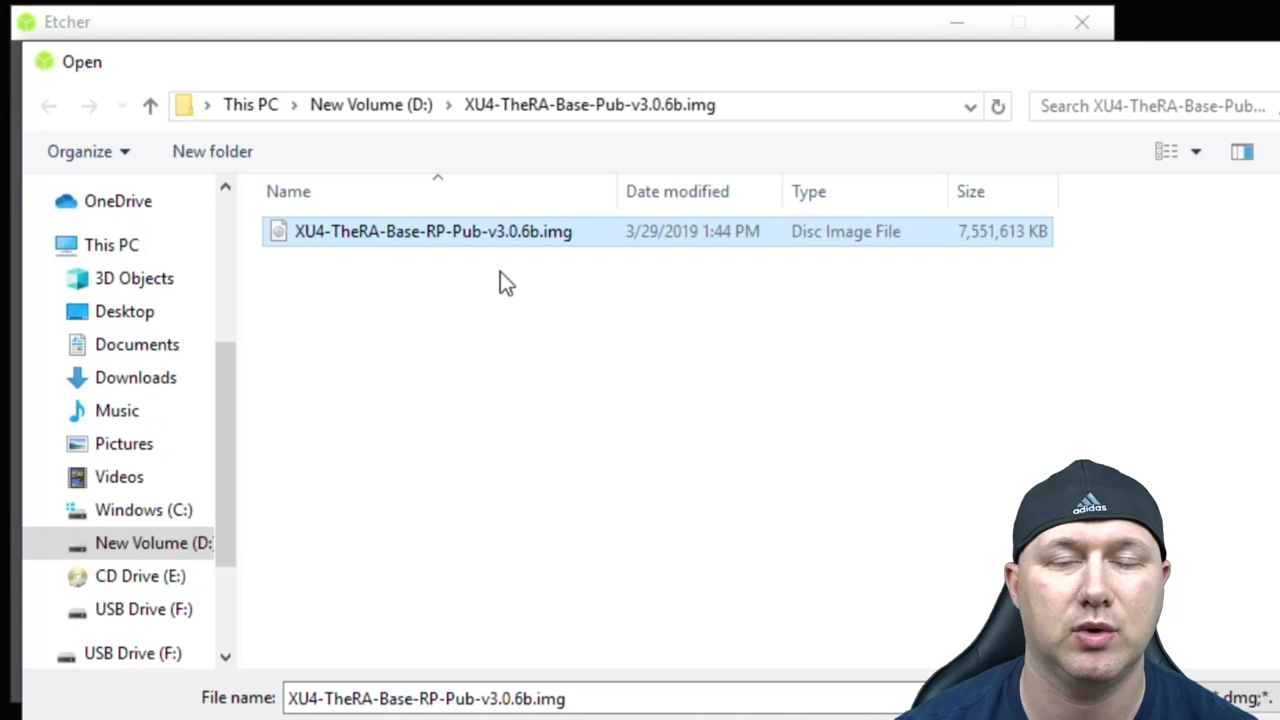 Etcher
Open
This PC New Volume (D:) XU4-TheRA-Base-Pub-v3.0.6b.img Search XU4-TheRA-Base-Pub...
Organize New folder
Name Date modified Type Size
XU4-TheRA-Base-RP-Pub-v3.0.6b.img 3/29/2019 1:44 PM Disc Image File 7,551,613 KB
OneDrive
This PC
3D Objects
Desktop
Documents
Downloads
Music
Pictures
Videos
Windows (C:)
New Volume (D:
CD Drive (E:)
USB Drive (F:)
USB Drive (F:)
File name: XU4-TheRA-Base-RP-Pub-v3.0.6b.img .dmg;*.
adidas